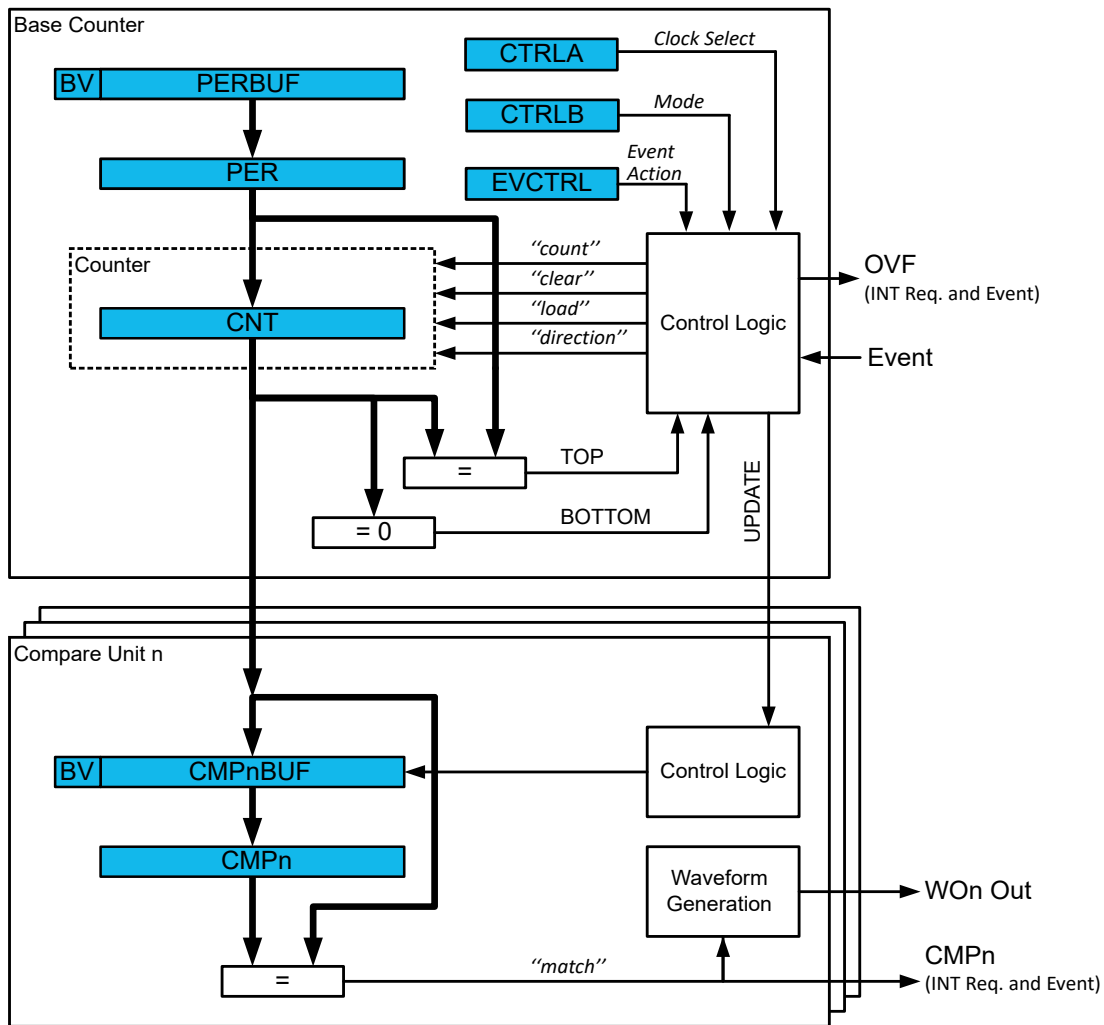 Base Counter
CTRLA
Clock Select
BV
PERBUF
CTRLB
Mode
PER
EVCTRL
Event
Action
Counter
CNT
“count”
“clear”
“load”
“direction”
Control Logic
OVF
(INT Req. and Event)
Event
=
TOP
= 0
BOTTOM
UPDATE
Compare Unit n
BV
CMPnBUF
Control Logic
CMPn
Waveform
Generation
WOn Out
=
“match”
CMPn
(INT Req. and Event)